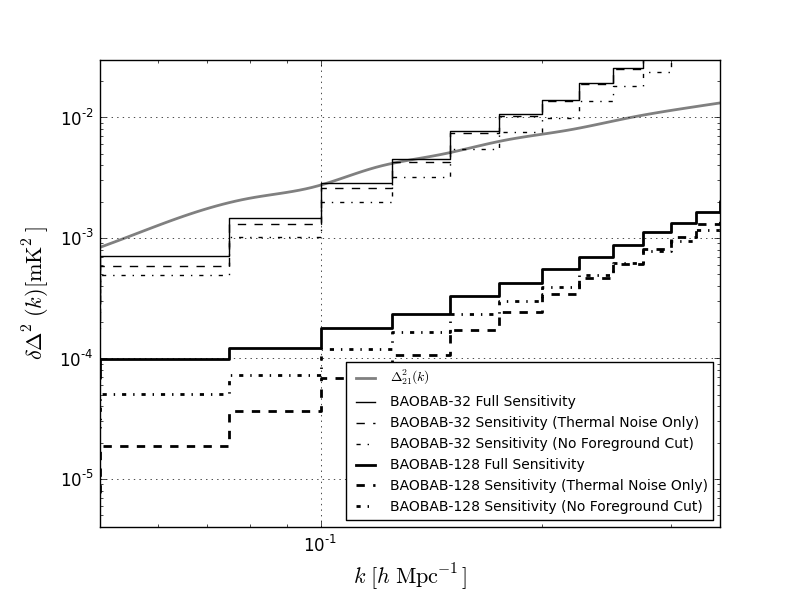 10⁻²
10⁻³
10⁻⁴
10⁻⁵
δΔ² (k)[mK² ]
Δ²₂₁(k)
BAOBAB-32 Full Sensitivity
BAOBAB-32 Sensitivity (Thermal Noise Only)
BAOBAB-32 Sensitivity (No Foreground Cut)
BAOBAB-128 Full Sensitivity
BAOBAB-128 Sensitivity (Thermal Noise Only)
BAOBAB-128 Sensitivity (No Foreground Cut)
10⁻¹
k [h Mpc⁻¹ ]